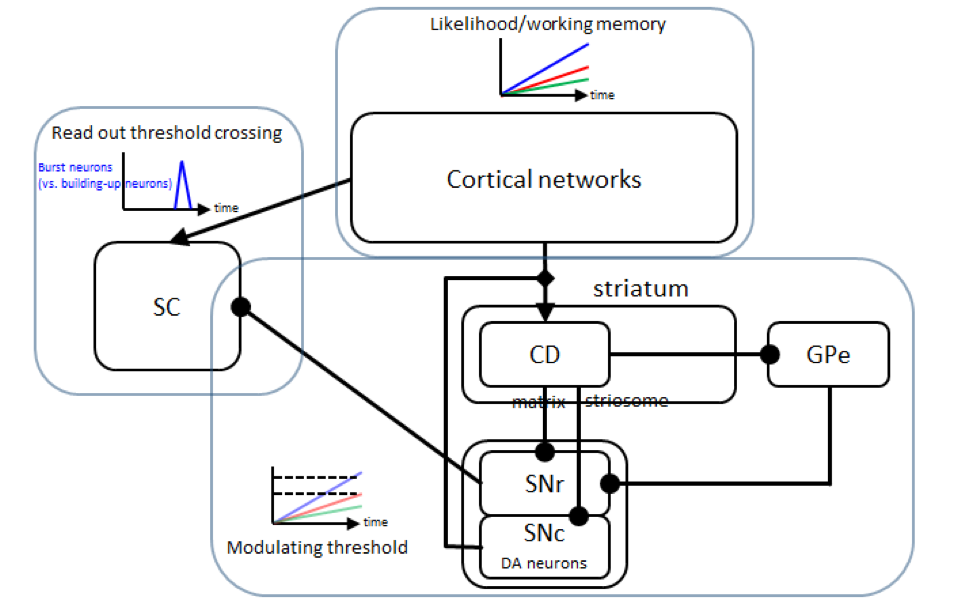 Likelihood/working memory
time
Read out threshold crossing
Burst neurons
(vs. building-up neurons)
time
Cortical networks
SC
striatum
CD
GPe
matrix
striosome
SNr
time
SNc
Modulating threshold
DA neurons